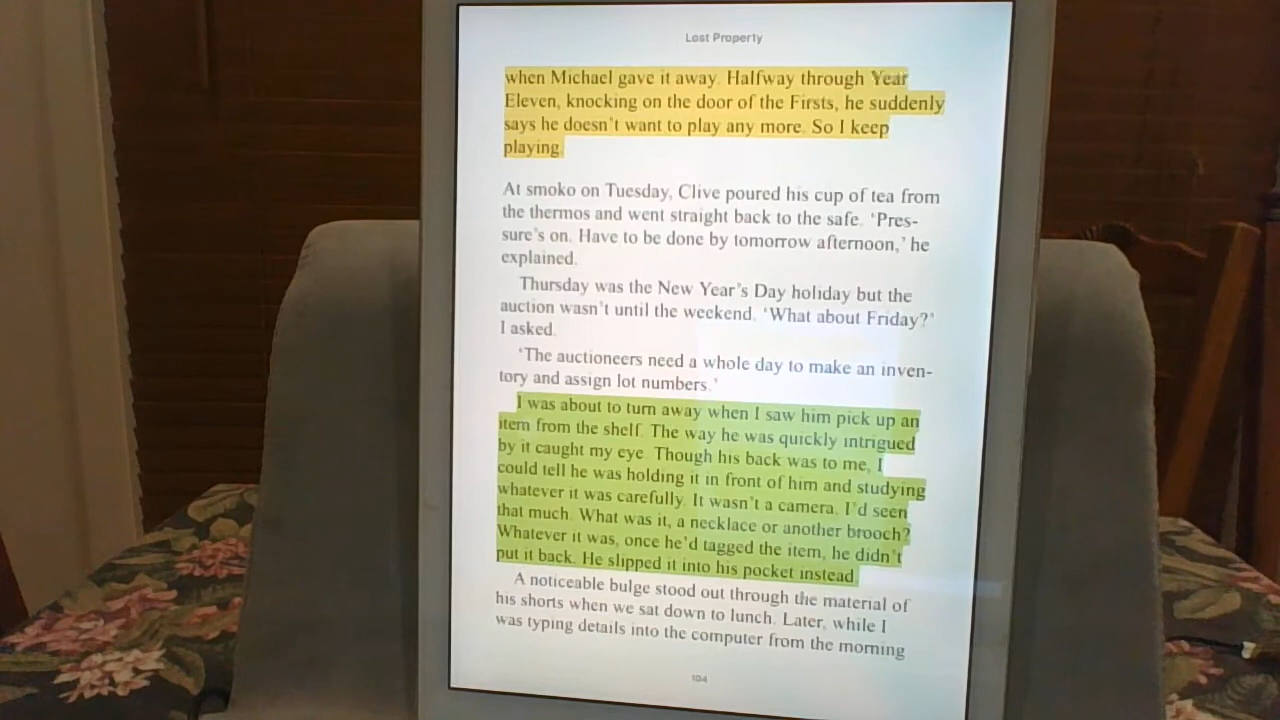 Lost Property
when Michael gave it away. Halfway through Year
Eleven, knocking on the door of the Firsts, he suddenly
says he doesn't want to play any more. So I keep
playing.
At smoko on Tuesday, Clive poured his cup of tea from
the thermos and went straight back to the safe. ‘Pres-
sure's on. Have to be done by tomorrow afternoon,’ he
explained.
Thursday was the New Year's Day holiday but the
auction wasn't until the weekend. ‘What about Friday?’
I asked.
‘The auctioneers need a whole day to make an inven-
tory and assign lot numbers.’
I was about to turn away when I saw him pick up an
item from the shelf. The way he was quickly intrigued
by it caught my eye. Though his back was to me, I
could tell he was holding it in front of him and studying
whatever it was carefully. It wasn't a camera. I'd seen
that much. What was it, a necklace or another brooch?
Whatever it was, once he'd tagged the item, he didn't
put it back. He slipped it into his pocket instead.
A noticeable bulge stood out through the material of
his shorts when we sat down to lunch. Later, while I
was typing details into the computer from the morning
104